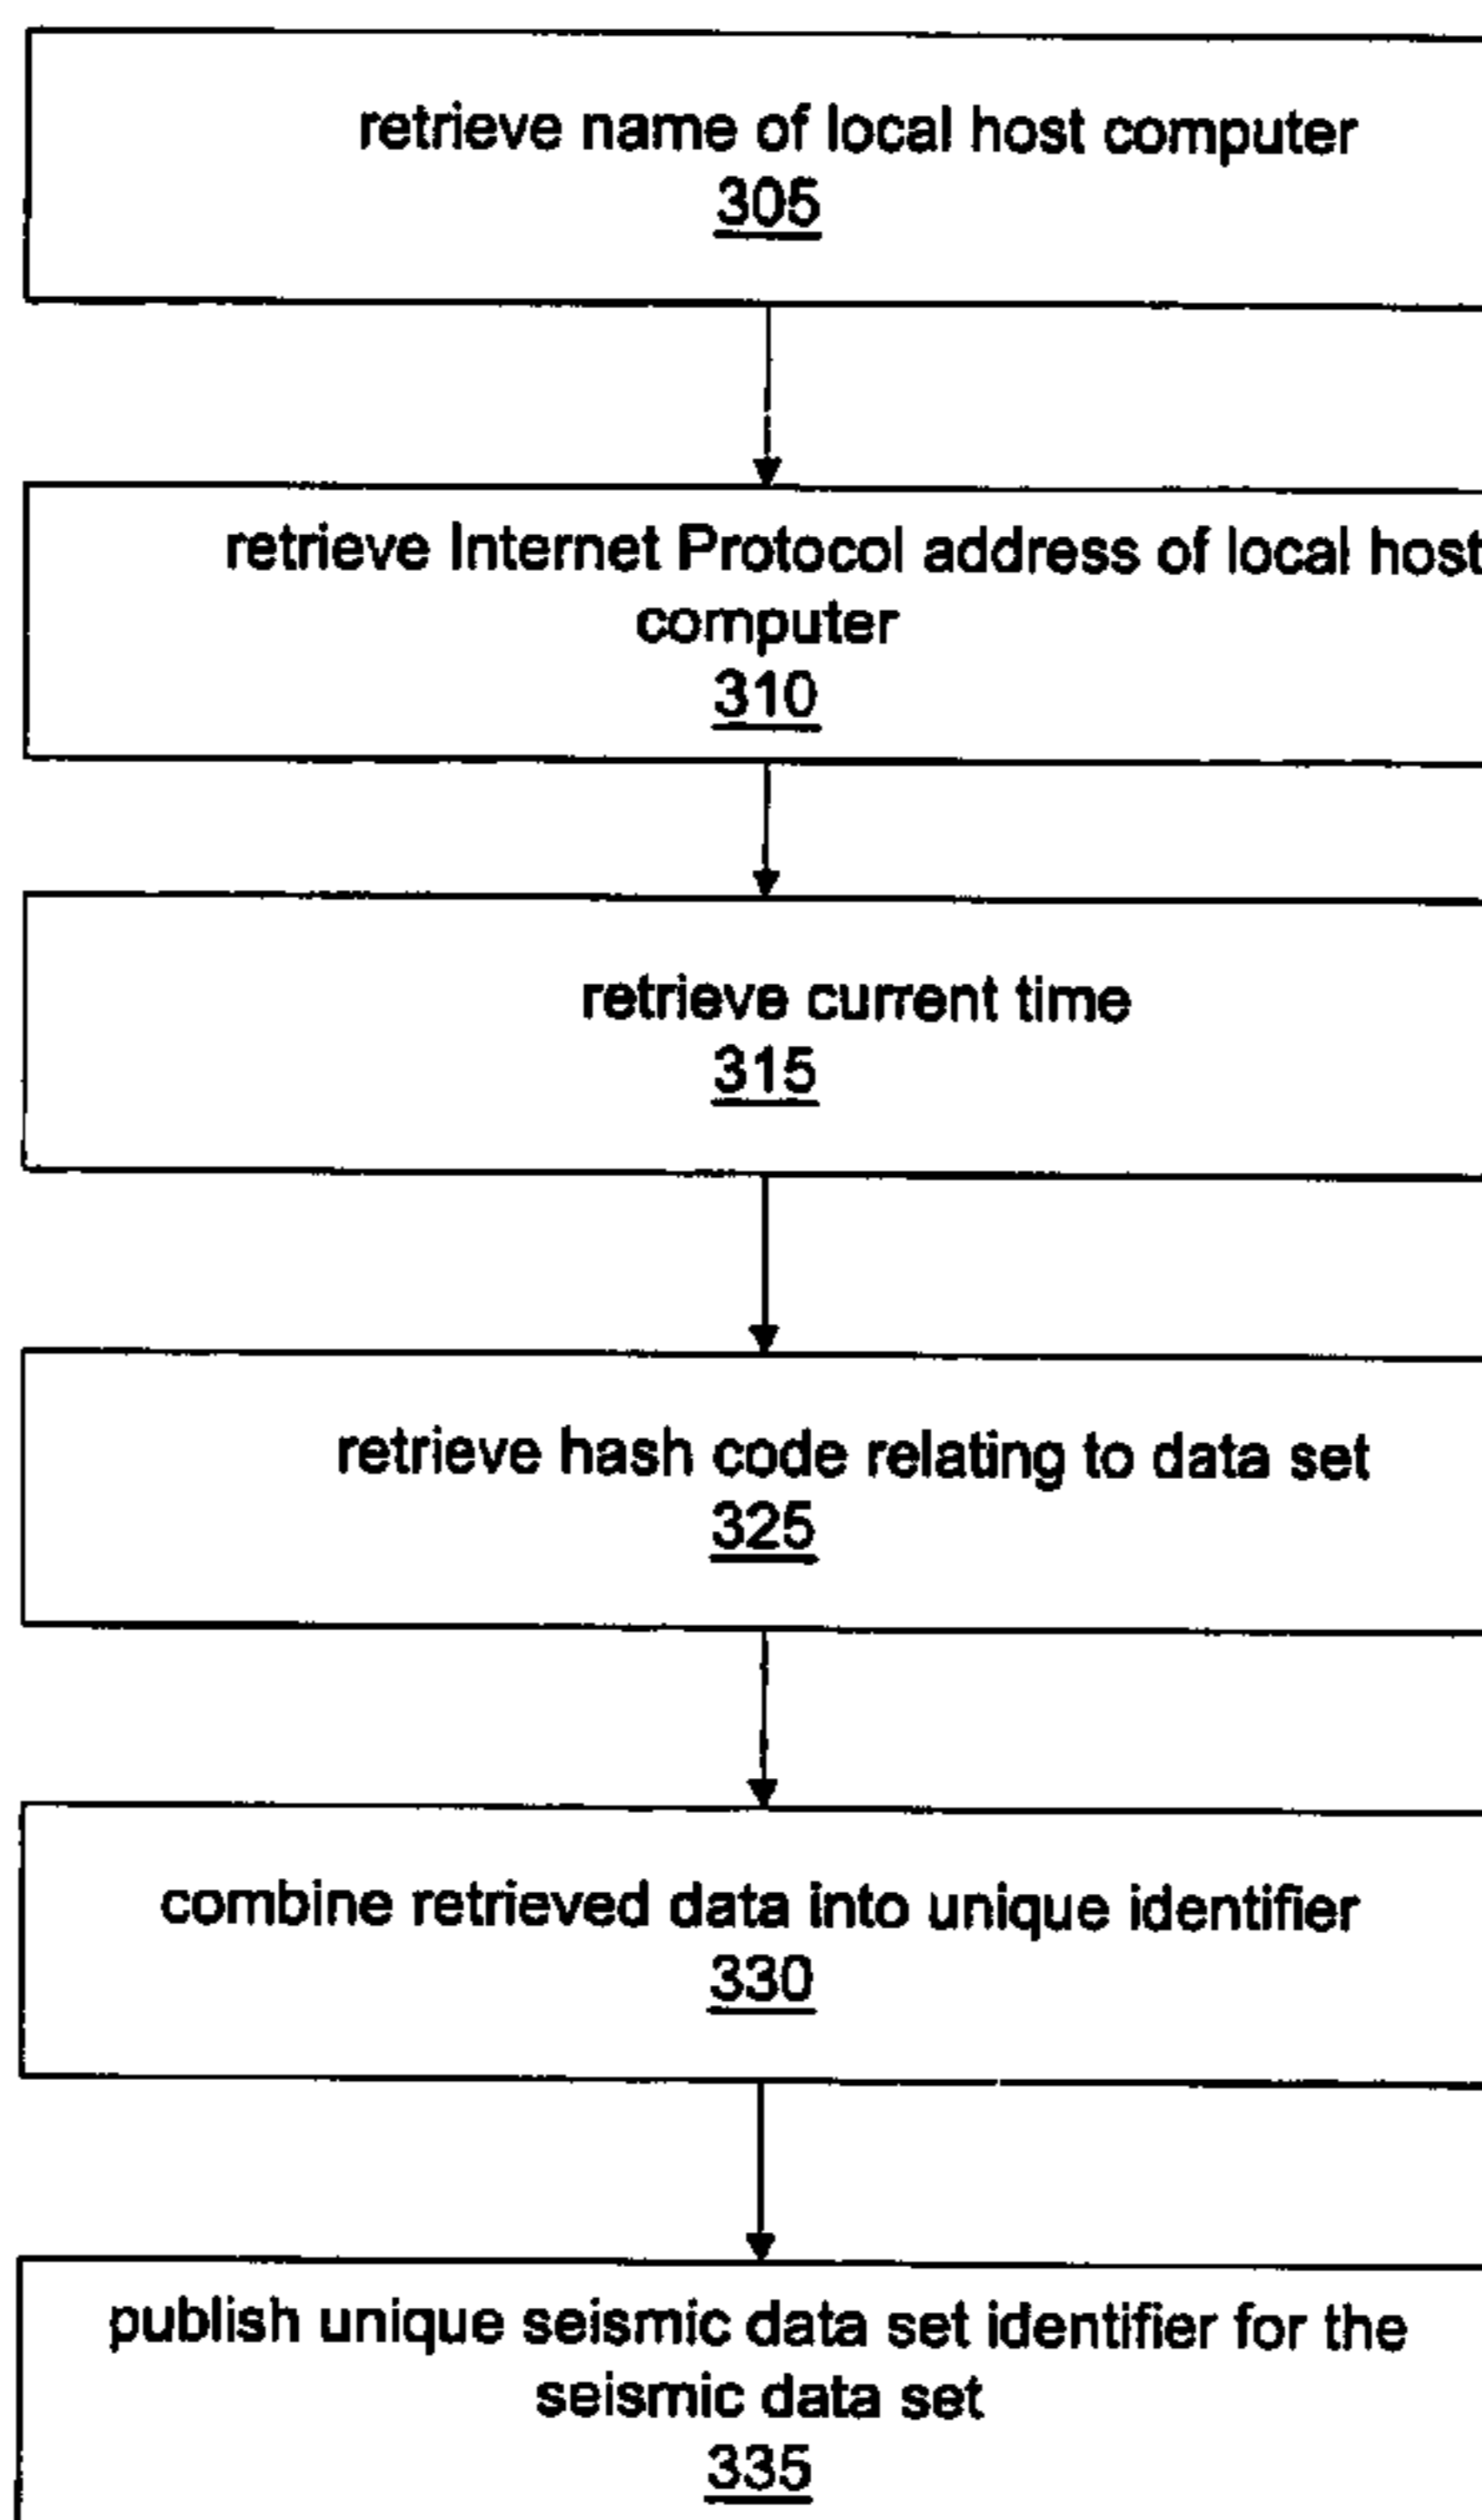 retrieve name of local host computer
305
retrieve Internet Protocol address of local host
computer
310
retrieve current time
315
retrieve hash code relating to data set
325
combine retrieved data into unique identifier
330
publish unique seismic data set identifier for the
seismic data set
335